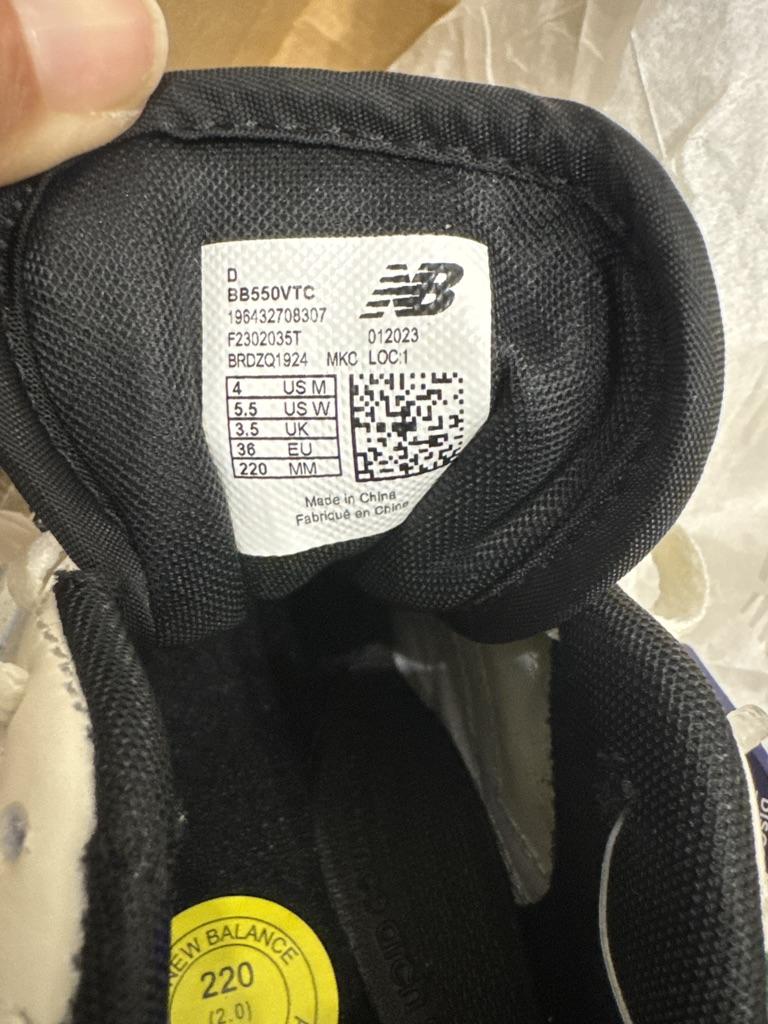 D
BB550VTC
NB
196432708307
F2302035T 012023
BRDZQ1924 MKC LOC:1
4 US M
5.5 US W
3.5 UK
36 EU
220 MM
Made in China
Fabriqué en Chine
NEW BALANCE
220
(2.0)